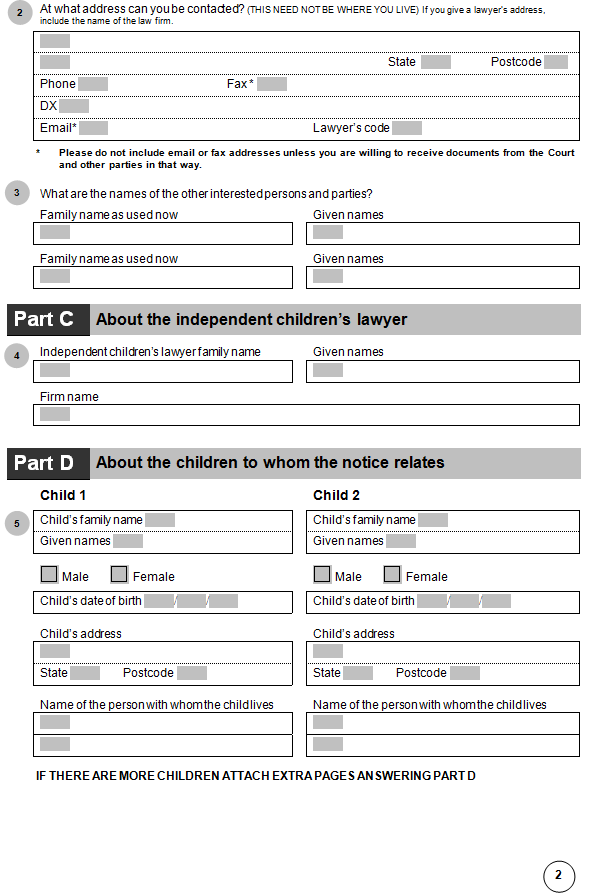 2 At what address can you be contacted? (THIS NEED NOT BE WHERE YOU LIVE) If you give a lawyer's address,
include the name of the law firm.
State Postcode
Phone Fax*
DX
Email* Lawyer's code
* Please do not include email or fax addresses unless you are willing to receive documents from the Court
and other parties in that way.
3 What are the names of the other interested persons and parties?
Family name as used now Given names
Family name as used now Given names
Part C About the independent children's lawyer
4 Independent children's lawyer family name Given names
Firm name
Part D About the children to whom the notice relates
Child 1 Child 2
5 Child's family name Child's family name
Given names Given names
Male Female Male Female
Child's date of birth / / Child's date of birth / /
Child's address Child's address
State Postcode State Postcode
Name of the person with whom the child lives Name of the person with whom the child lives
IF THERE ARE MORE CHILDREN ATTACH EXTRA PAGES ANSWERING PART D
2